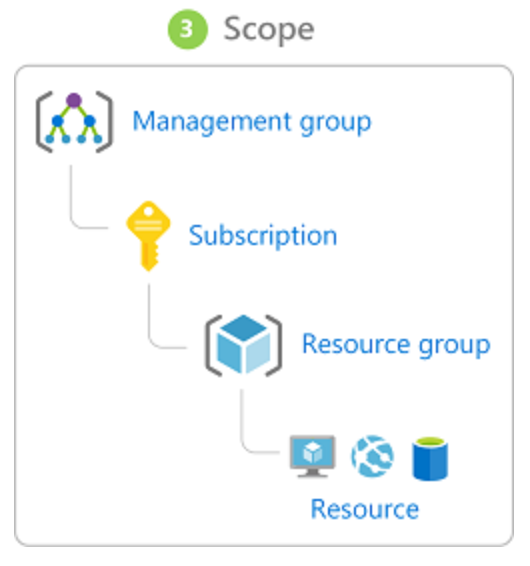 3 Scope
Management group
Subscription
Resource group
Resource